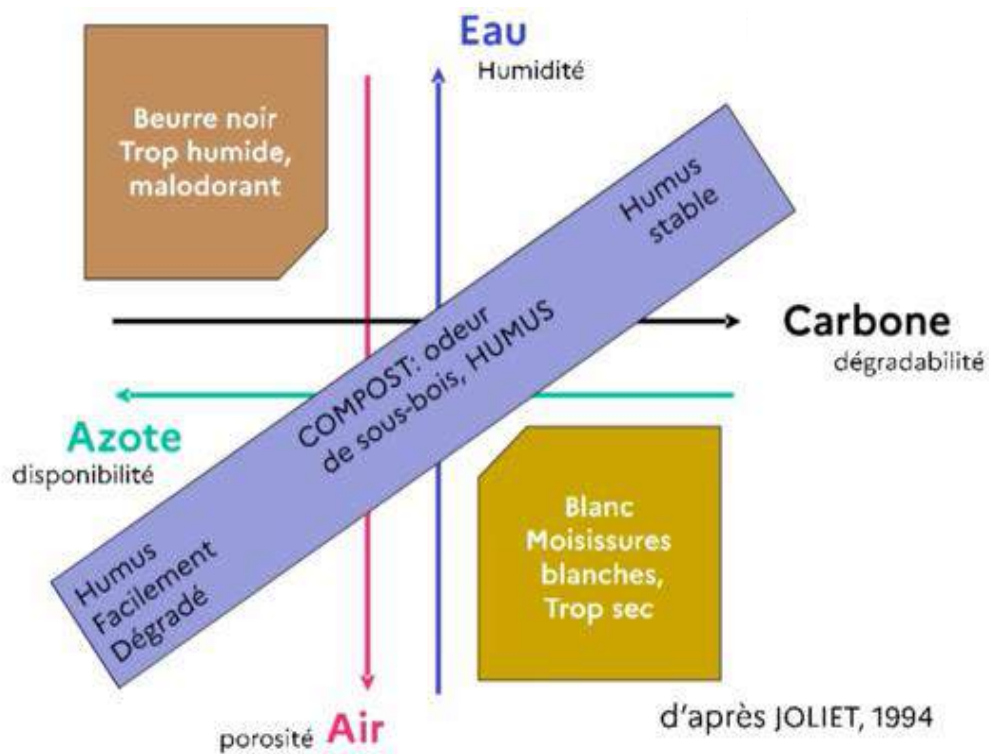 Eau
Humidité
Beurre noir
Trop humide,
malodorant
Humus
stable
Carbone
dégradabilité
COMPOST: odeur
de sous-bois, HUMUS
Azote
disponibilité
Blanc
Moisissures
blanches,
Trop sec
Humus
Facilement
Dégradé
porosité Air
d'après JOLIET, 1994